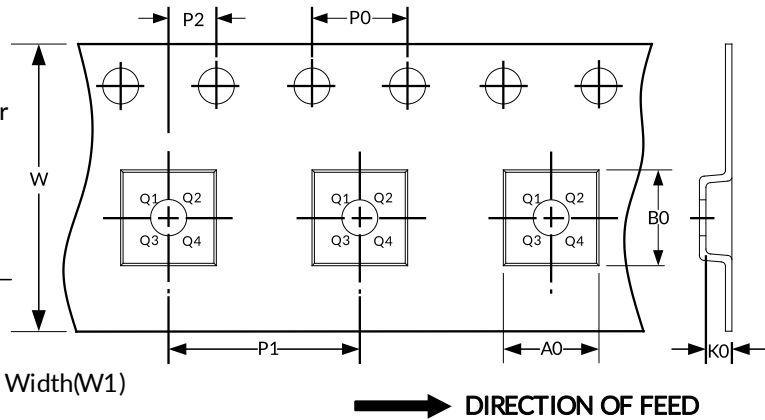 P2
P0
r
W
Q1 Q2
Q1 Q2
Q1 Q2
B0
Q3 Q4
Q3 Q4
Q3 Q4
P1
A0
K0
Width(W1)
DIRECTION OF FEED